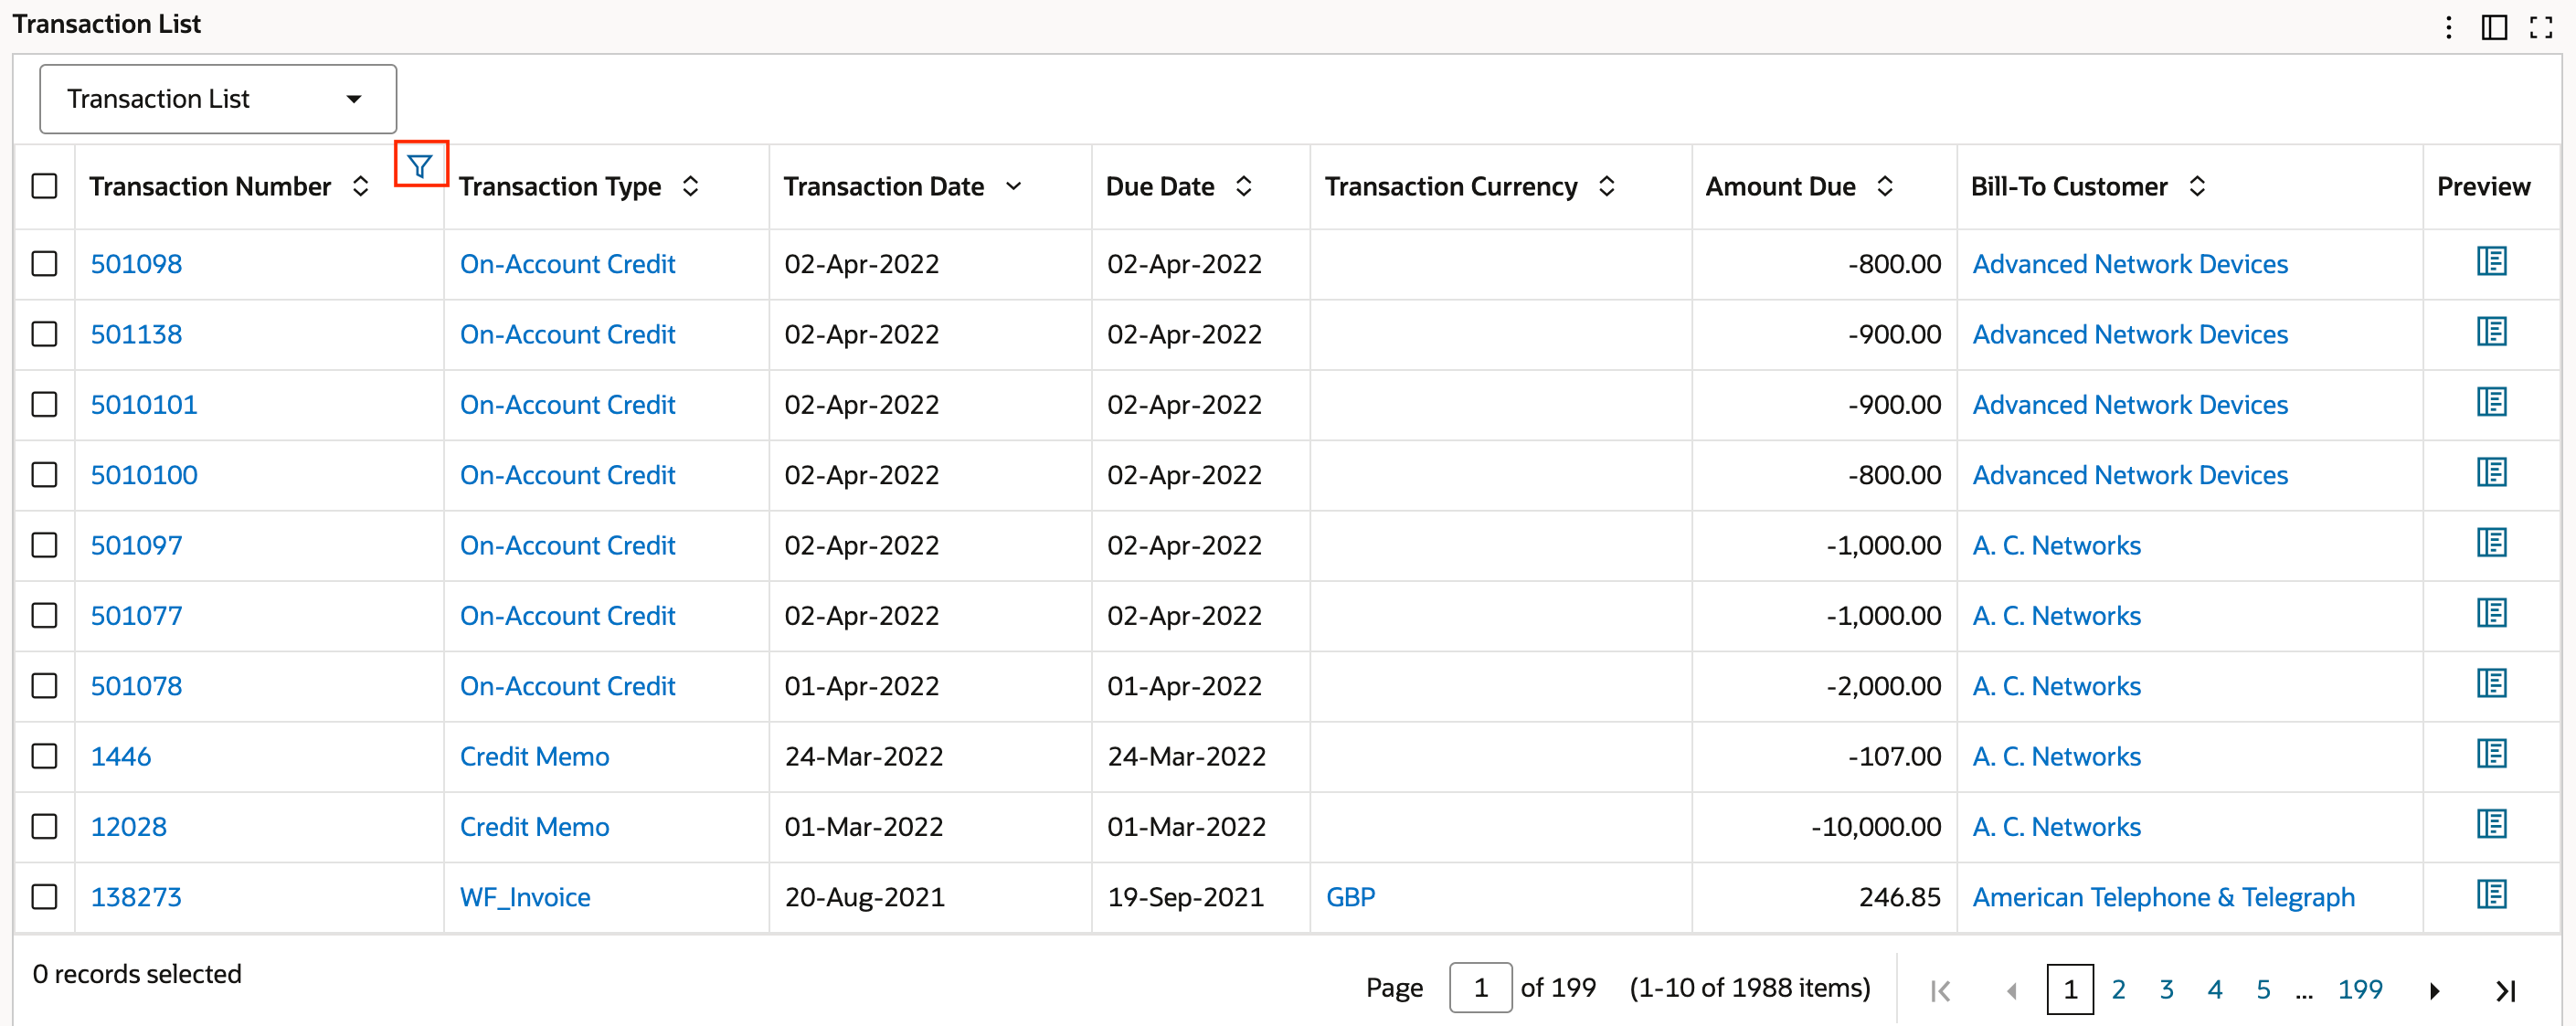 Transaction List
Transaction List
Transaction Number Transaction Type Transaction Date Due Date Transaction Currency Amount Due Bill-To Customer Preview
501098 On-Account Credit 02-Apr-2022 02-Apr-2022 -800.00 Advanced Network Devices
501138 On-Account Credit 02-Apr-2022 02-Apr-2022 -900.00 Advanced Network Devices
5010101 On-Account Credit 02-Apr-2022 02-Apr-2022 -900.00 Advanced Network Devices
5010100 On-Account Credit 02-Apr-2022 02-Apr-2022 -800.00 Advanced Network Devices
501097 On-Account Credit 02-Apr-2022 02-Apr-2022 -1,000.00 A. C. Networks
501077 On-Account Credit 02-Apr-2022 02-Apr-2022 -1,000.00 A. C. Networks
501078 On-Account Credit 01-Apr-2022 01-Apr-2022 -2,000.00 A. C. Networks
1446 Credit Memo 24-Mar-2022 24-Mar-2022 -107.00 A. C. Networks
12028 Credit Memo 01-Mar-2022 01-Mar-2022 -10,000.00 A. C. Networks
138273 WF_Invoice 20-Aug-2021 19-Sep-2021 GBP 246.85 American Telephone & Telegraph
0 records selected
Page 1 of 199 (1-10 of 1988 items) 1 2 3 4 5 ... 199